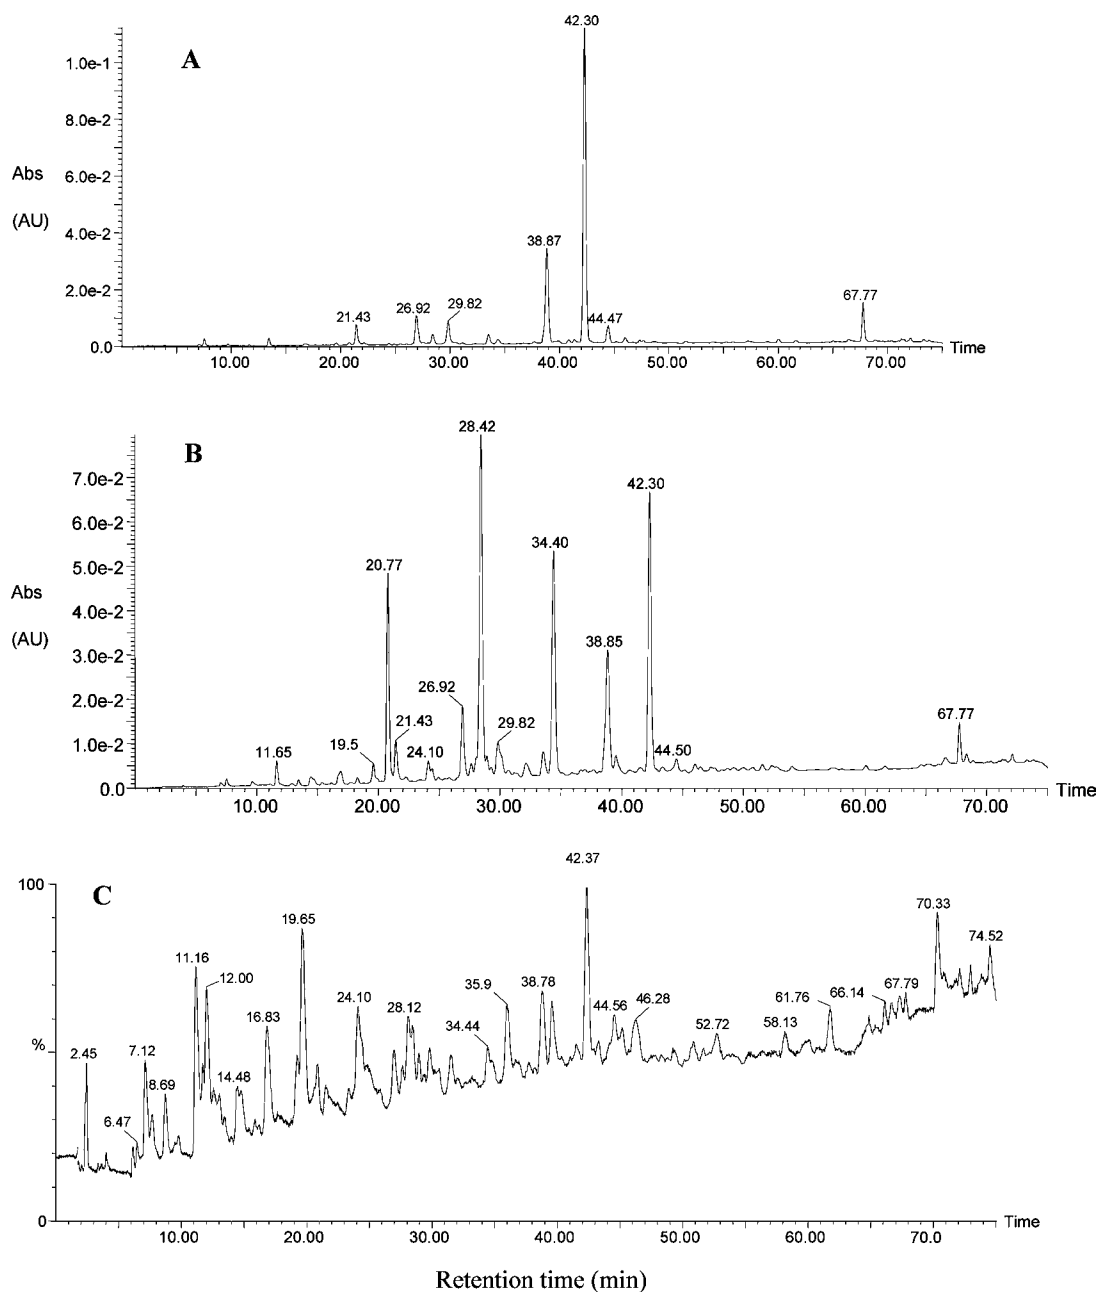 42.30
A
1.0e-1
8.0e-2
Abs
6.0e-2
(AU)
4.0e-2
38.87
2.0e-2
21.43 26.92 29.82 44.47 67.77
0.0
Time
10.00 20.00 30.00 40.00 50.00 60.00 70.00
28.42
B
7.0e-2
42.30
6.0e-2
34.40
20.77
5.0e-2
Abs
4.0e-2
(AU)
38.85
3.0e-2
26.92
2.0e-2
21.43 29.82 67.77
1.0e-2
11.65 19.5 24.10 44.50
0.0
Time
10.00 20.00 30.00 40.00 50.00 60.00 70.00
42.37
100
C
70.33
19.65
74.52
11.16
12.00
35.9 38.78
24.10 61.76 66.14 67.79
16.83 28.12 44.56 46.28
34.44 52.72 58.13
%
2.45 7.12
8.69
14.48
6.47
0
Time
10.00 20.00 30.00 40.00 50.00 60.00 70.0
Retention time (min)